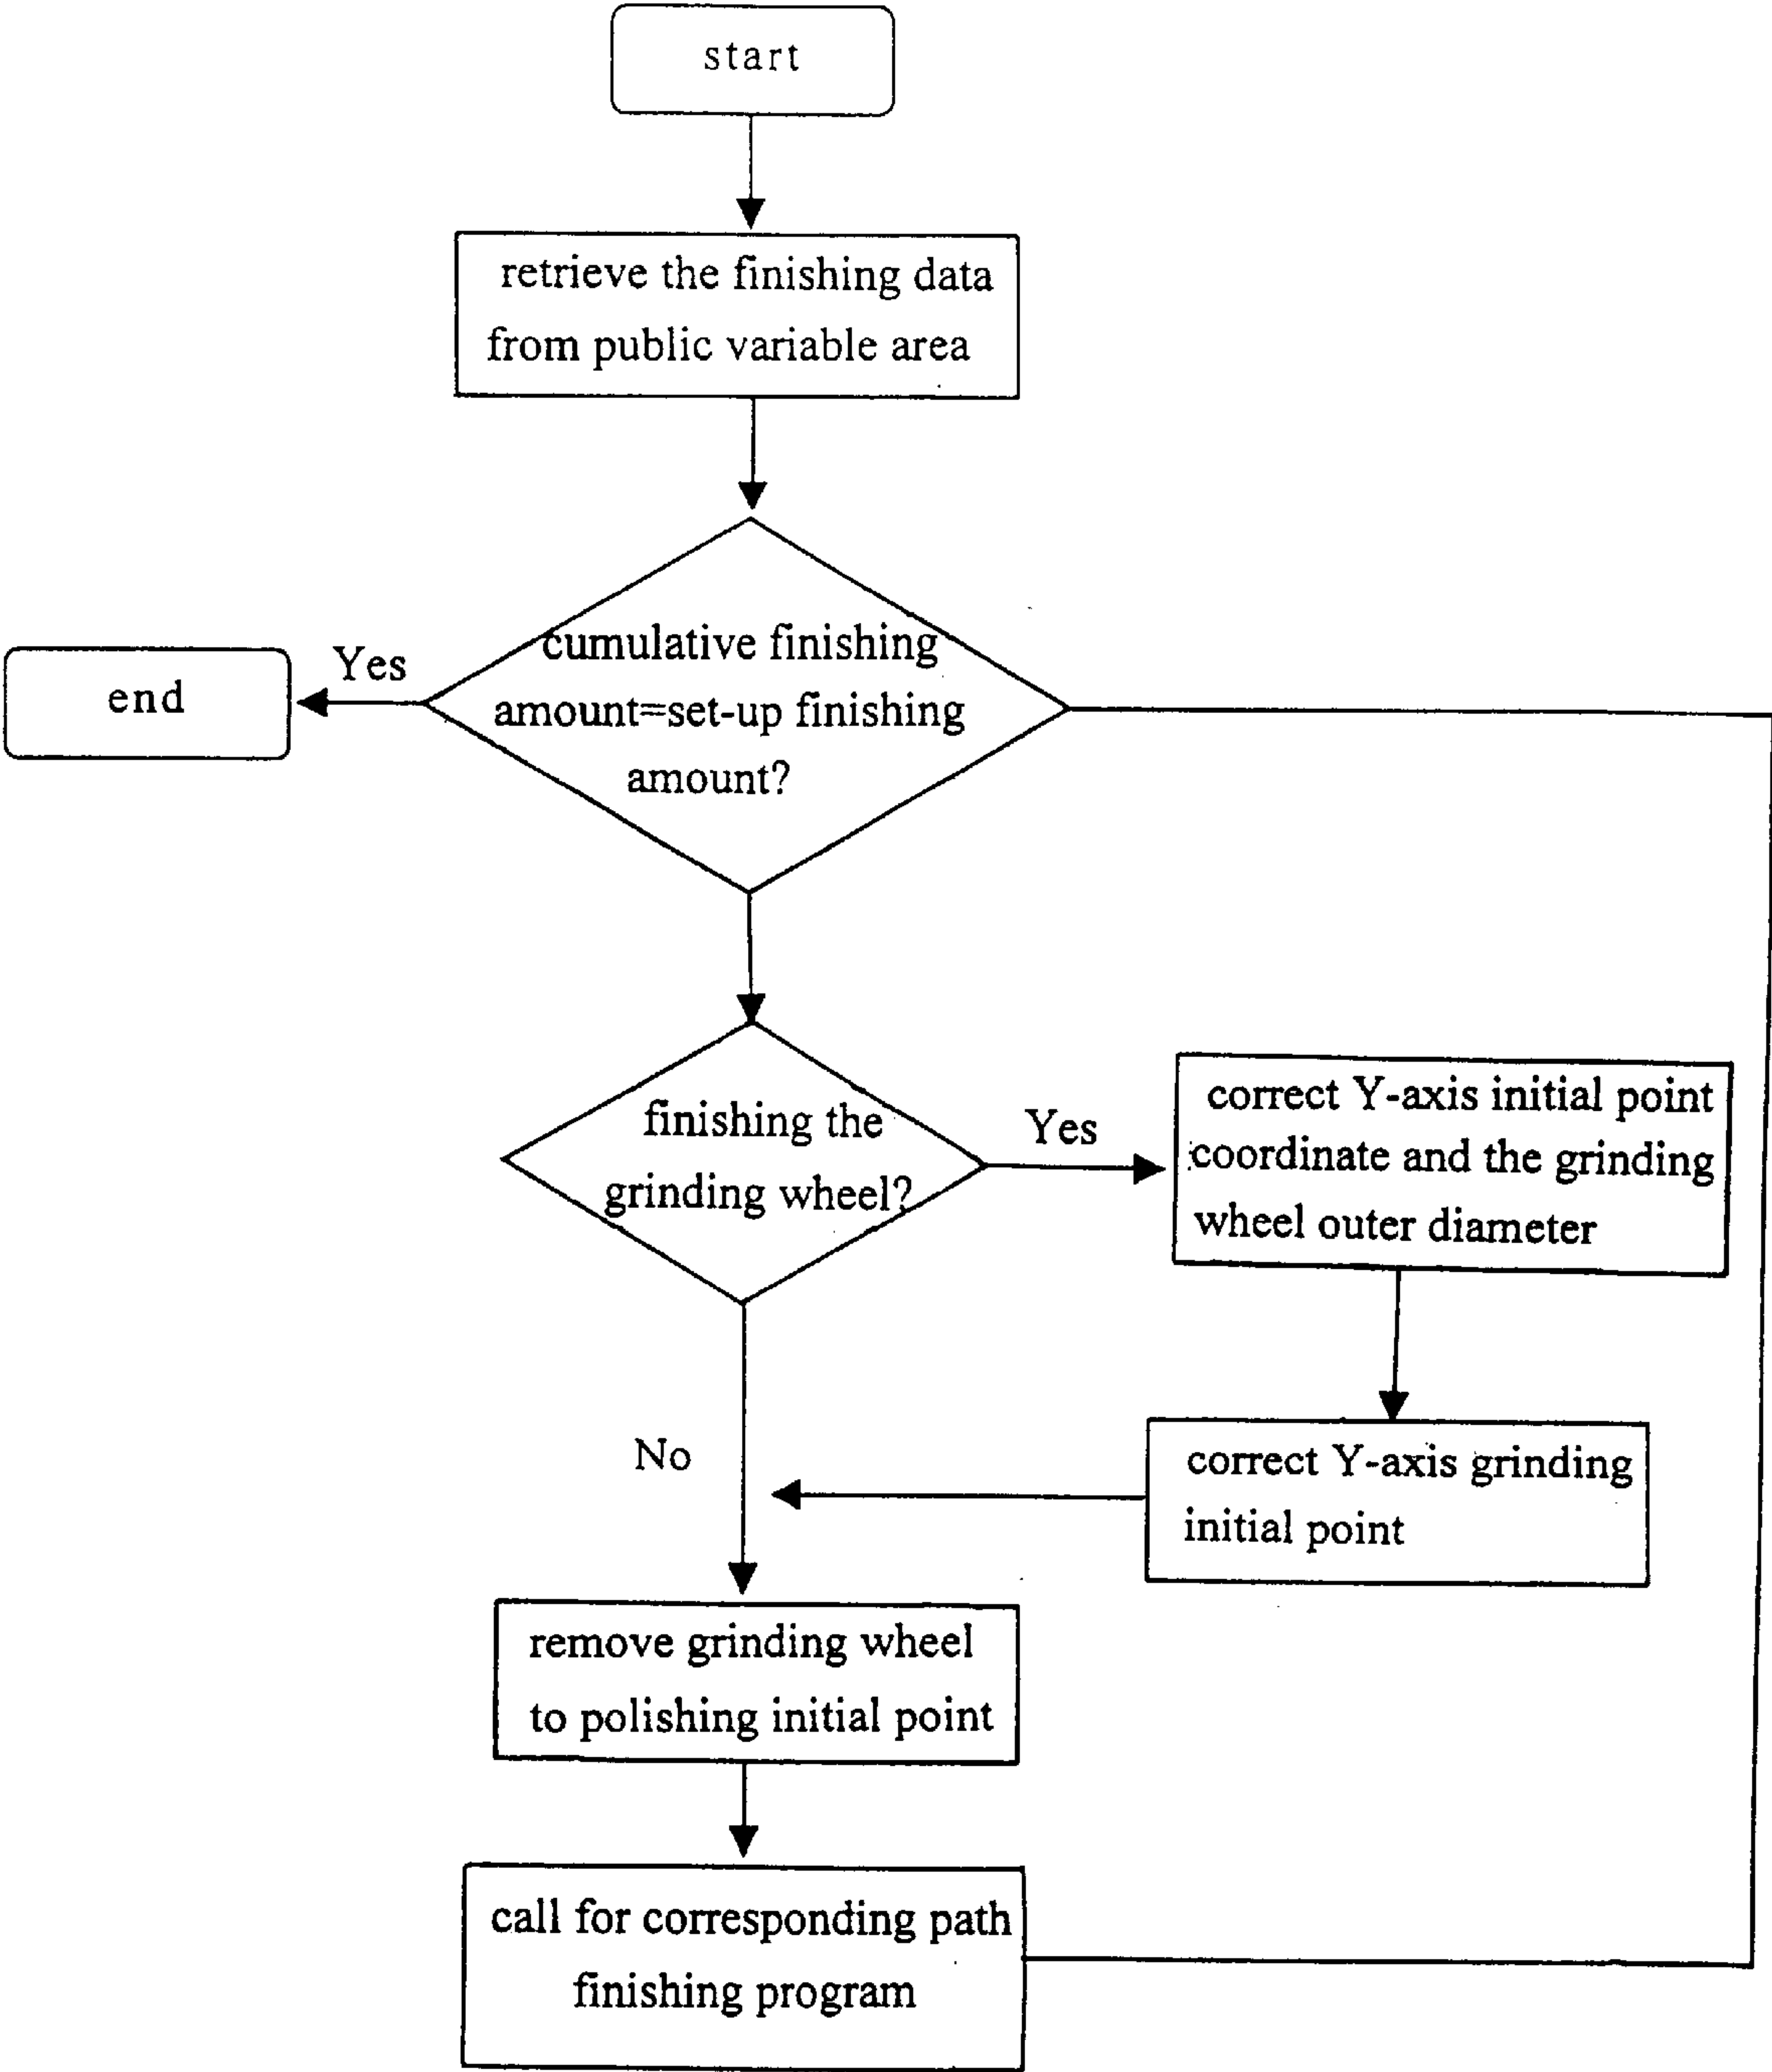 start
retrieve the finishing data
from public variable area
cumulative finishing
amount=set-up finishing
amount?
Yes
end
finishing the
grinding wheel?
Yes
correct Y-axis initial point
coordinate and the grinding
wheel outer diameter
No
correct Y-axis grinding
initial point
remove grinding wheel
to polishing initial point
call for corresponding path
finishing program